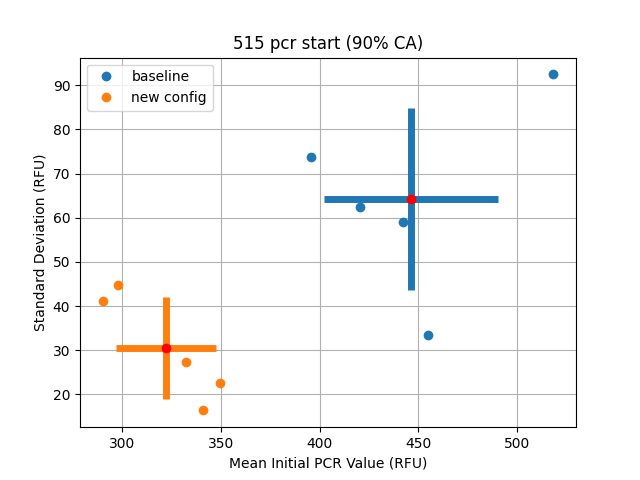 515 pcr start (90% CA)
baseline
new config
90
80
70
60
50
40
30
20
Standard Deviation (RFU)
300 350 400 450 500
Mean Initial PCR Value (RFU)